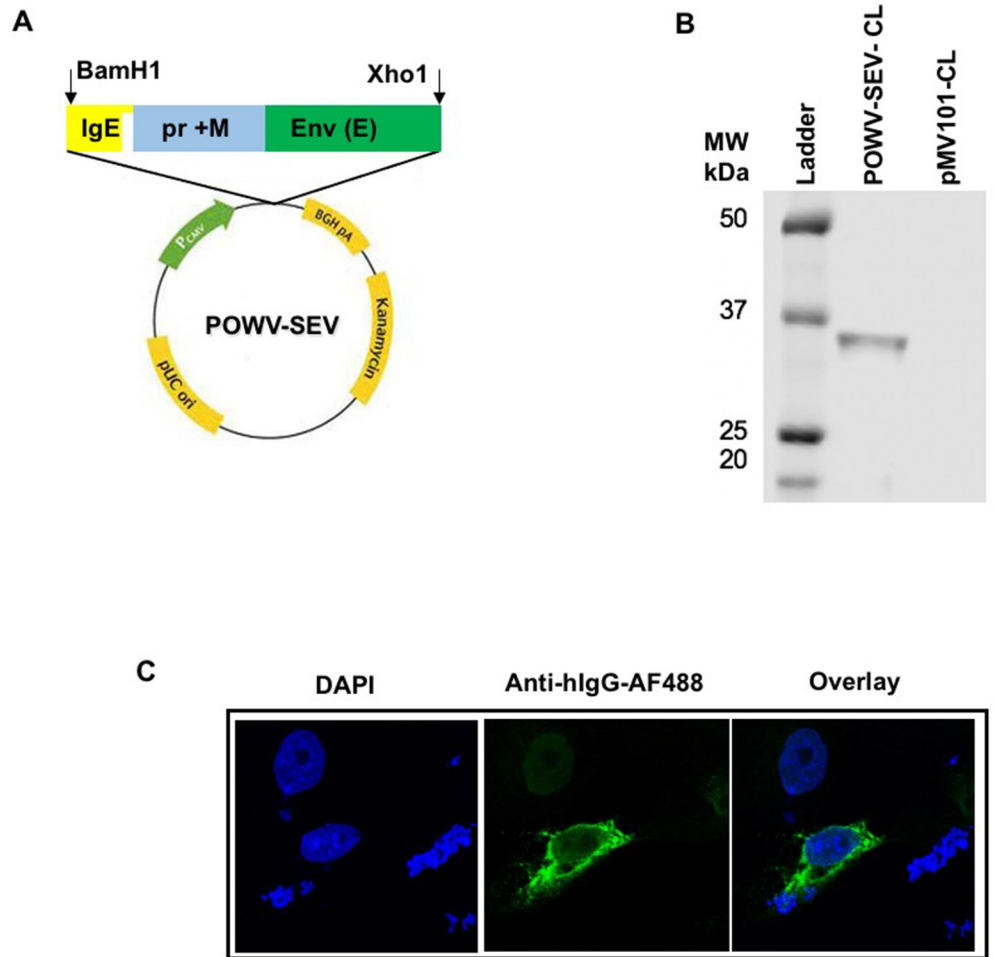 A
BamH1
Xho1
IgE
pr +M
Env (E)
PCMV
BGH pA
Kanamycin
pUC ori
POWV-SEV
B
MW
kDa
Ladder
POWV-SEV- CL
pMV101-CL
50
37
25
20
C
DAPI
Anti-hIgG-AF488
Overlay